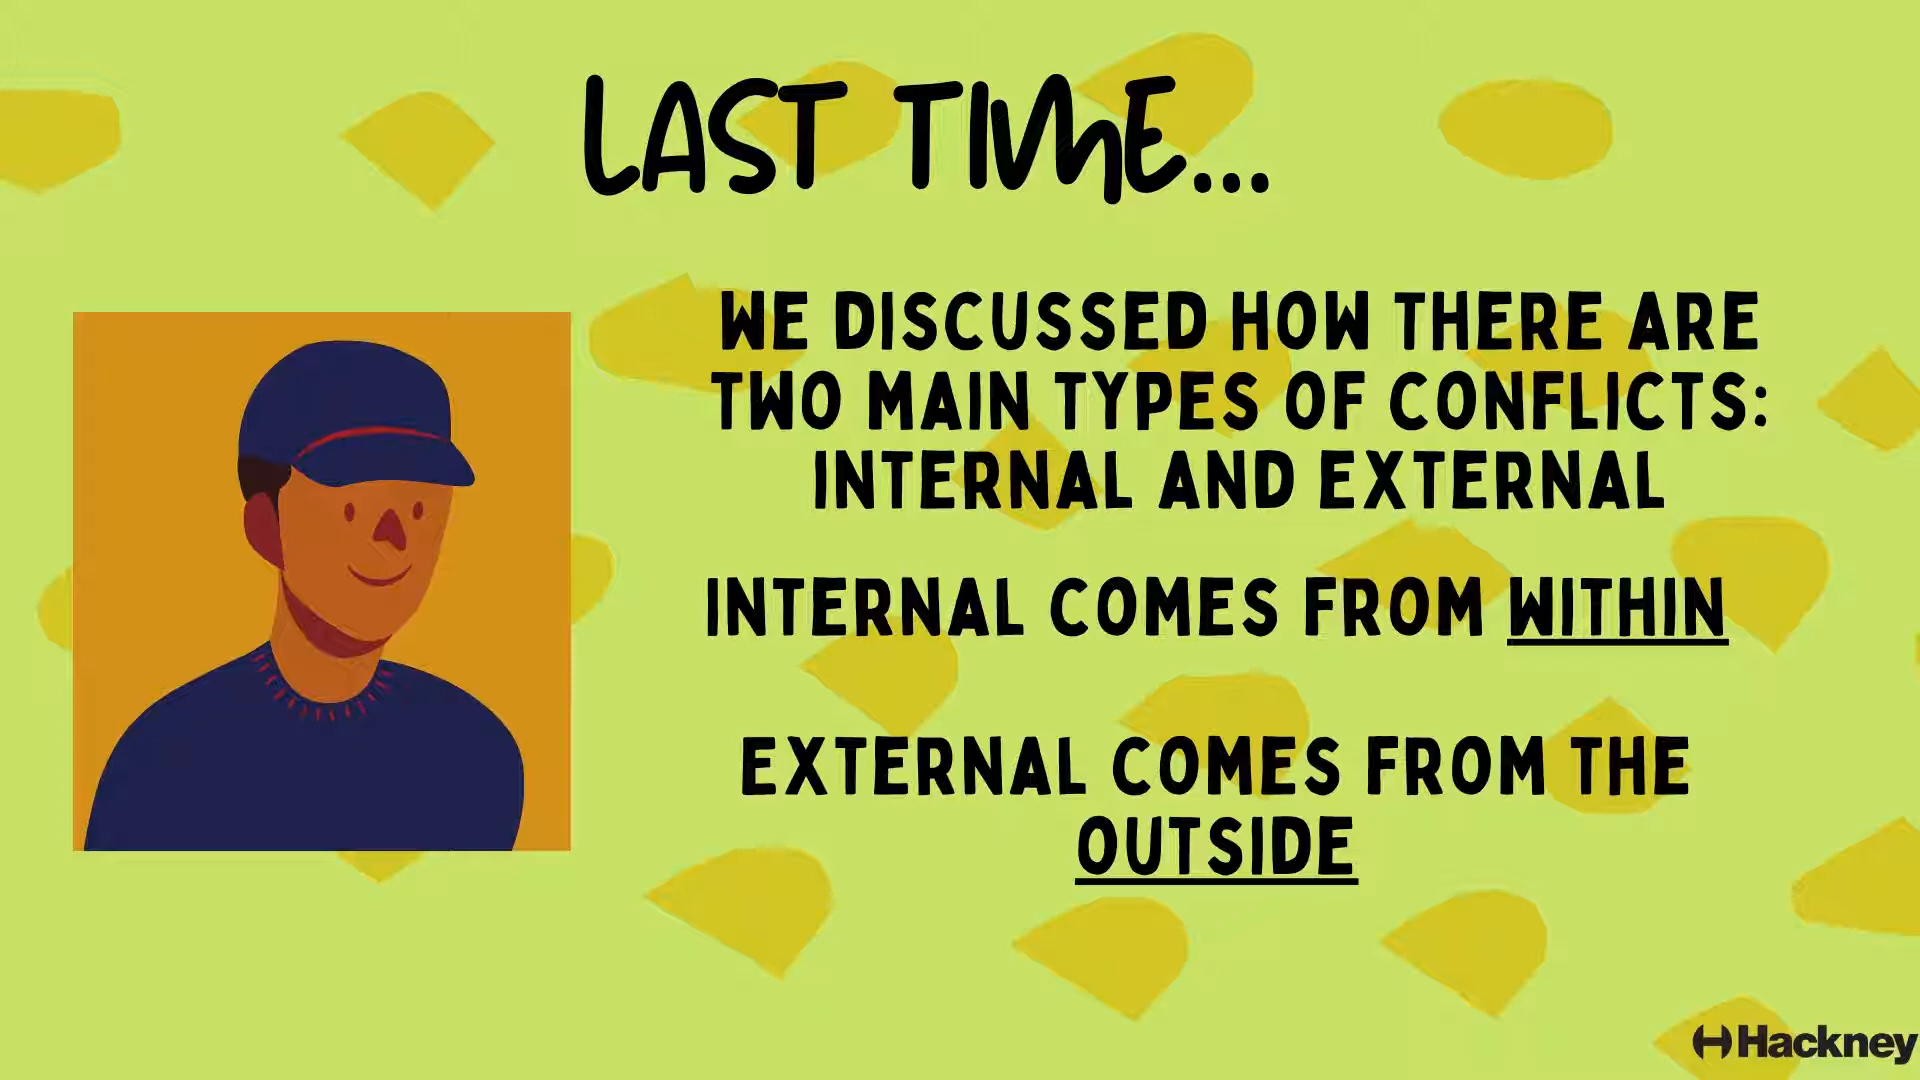 LAST TIME...
WE DISCUSSED HOW THERE ARE
TWO MAIN TYPES OF CONFLICTS:
INTERNAL AND EXTERNAL
INTERNAL COMES FROM WITHIN
EXTERNAL COMES FROM THE
OUTSIDE
Hackney